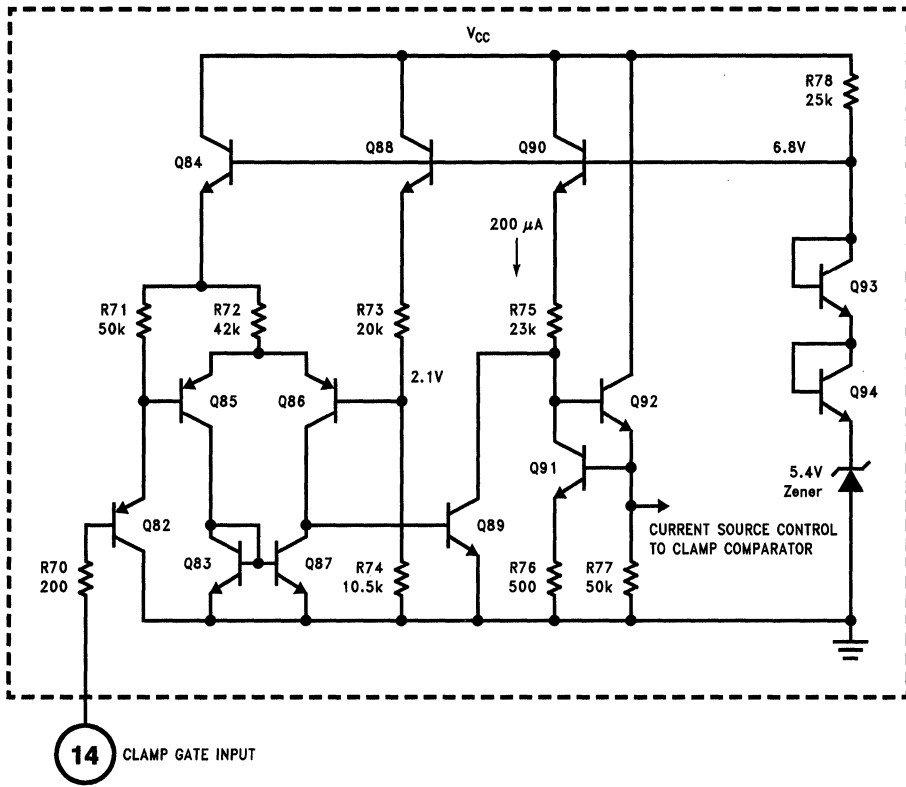 VCC
R78
25k
Q84
Q88
Q90
6.8V
200 μA
Q93
R71
50k
R72
42k
R73
20k
R75
23k
2.1V
Q85
Q86
Q92
Q94
Q91
5.4V
Zener
Q82
Q89
CURRENT SOURCE CONTROL
TO CLAMP COMPARATOR
R70
200
Q83
Q87
R74
10.5k
R76
500
R77
50k
14
CLAMP GATE INPUT